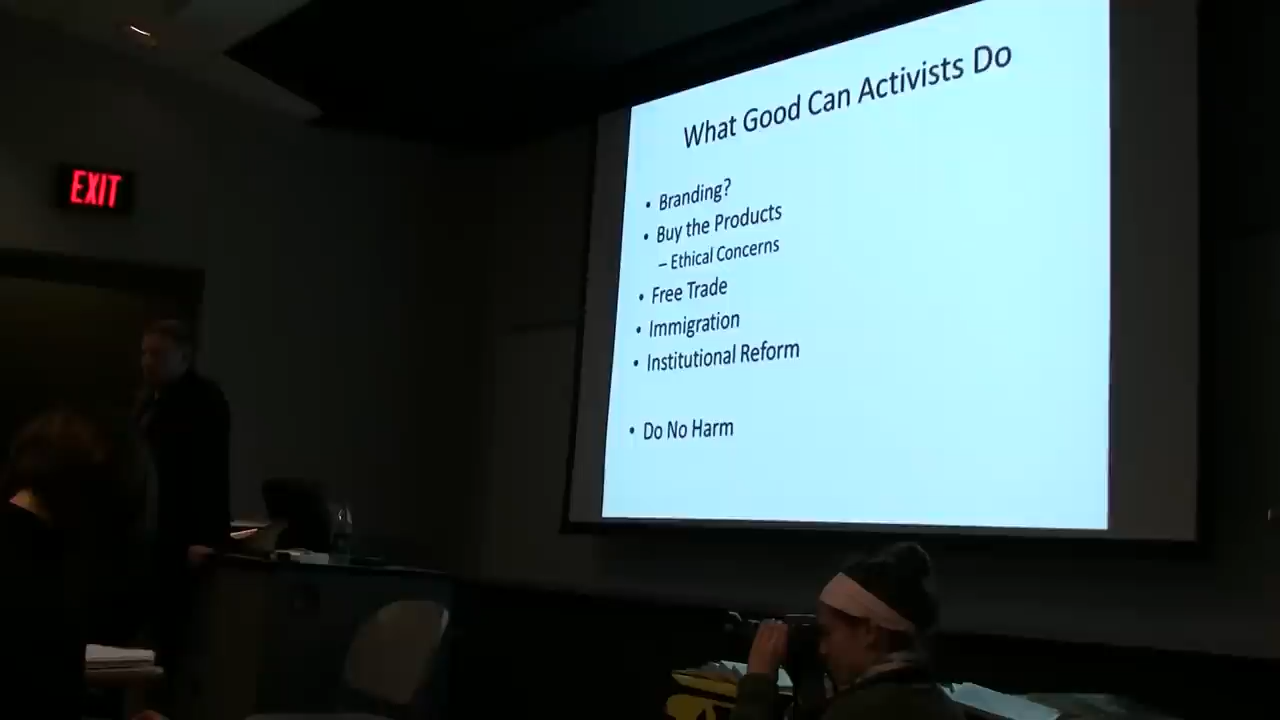 What Good Can Activists Do
• Branding?
• Buy the Products
– Ethical Concerns
• Free Trade
• Immigration
• Institutional Reform
• Do No Harm
EXIT